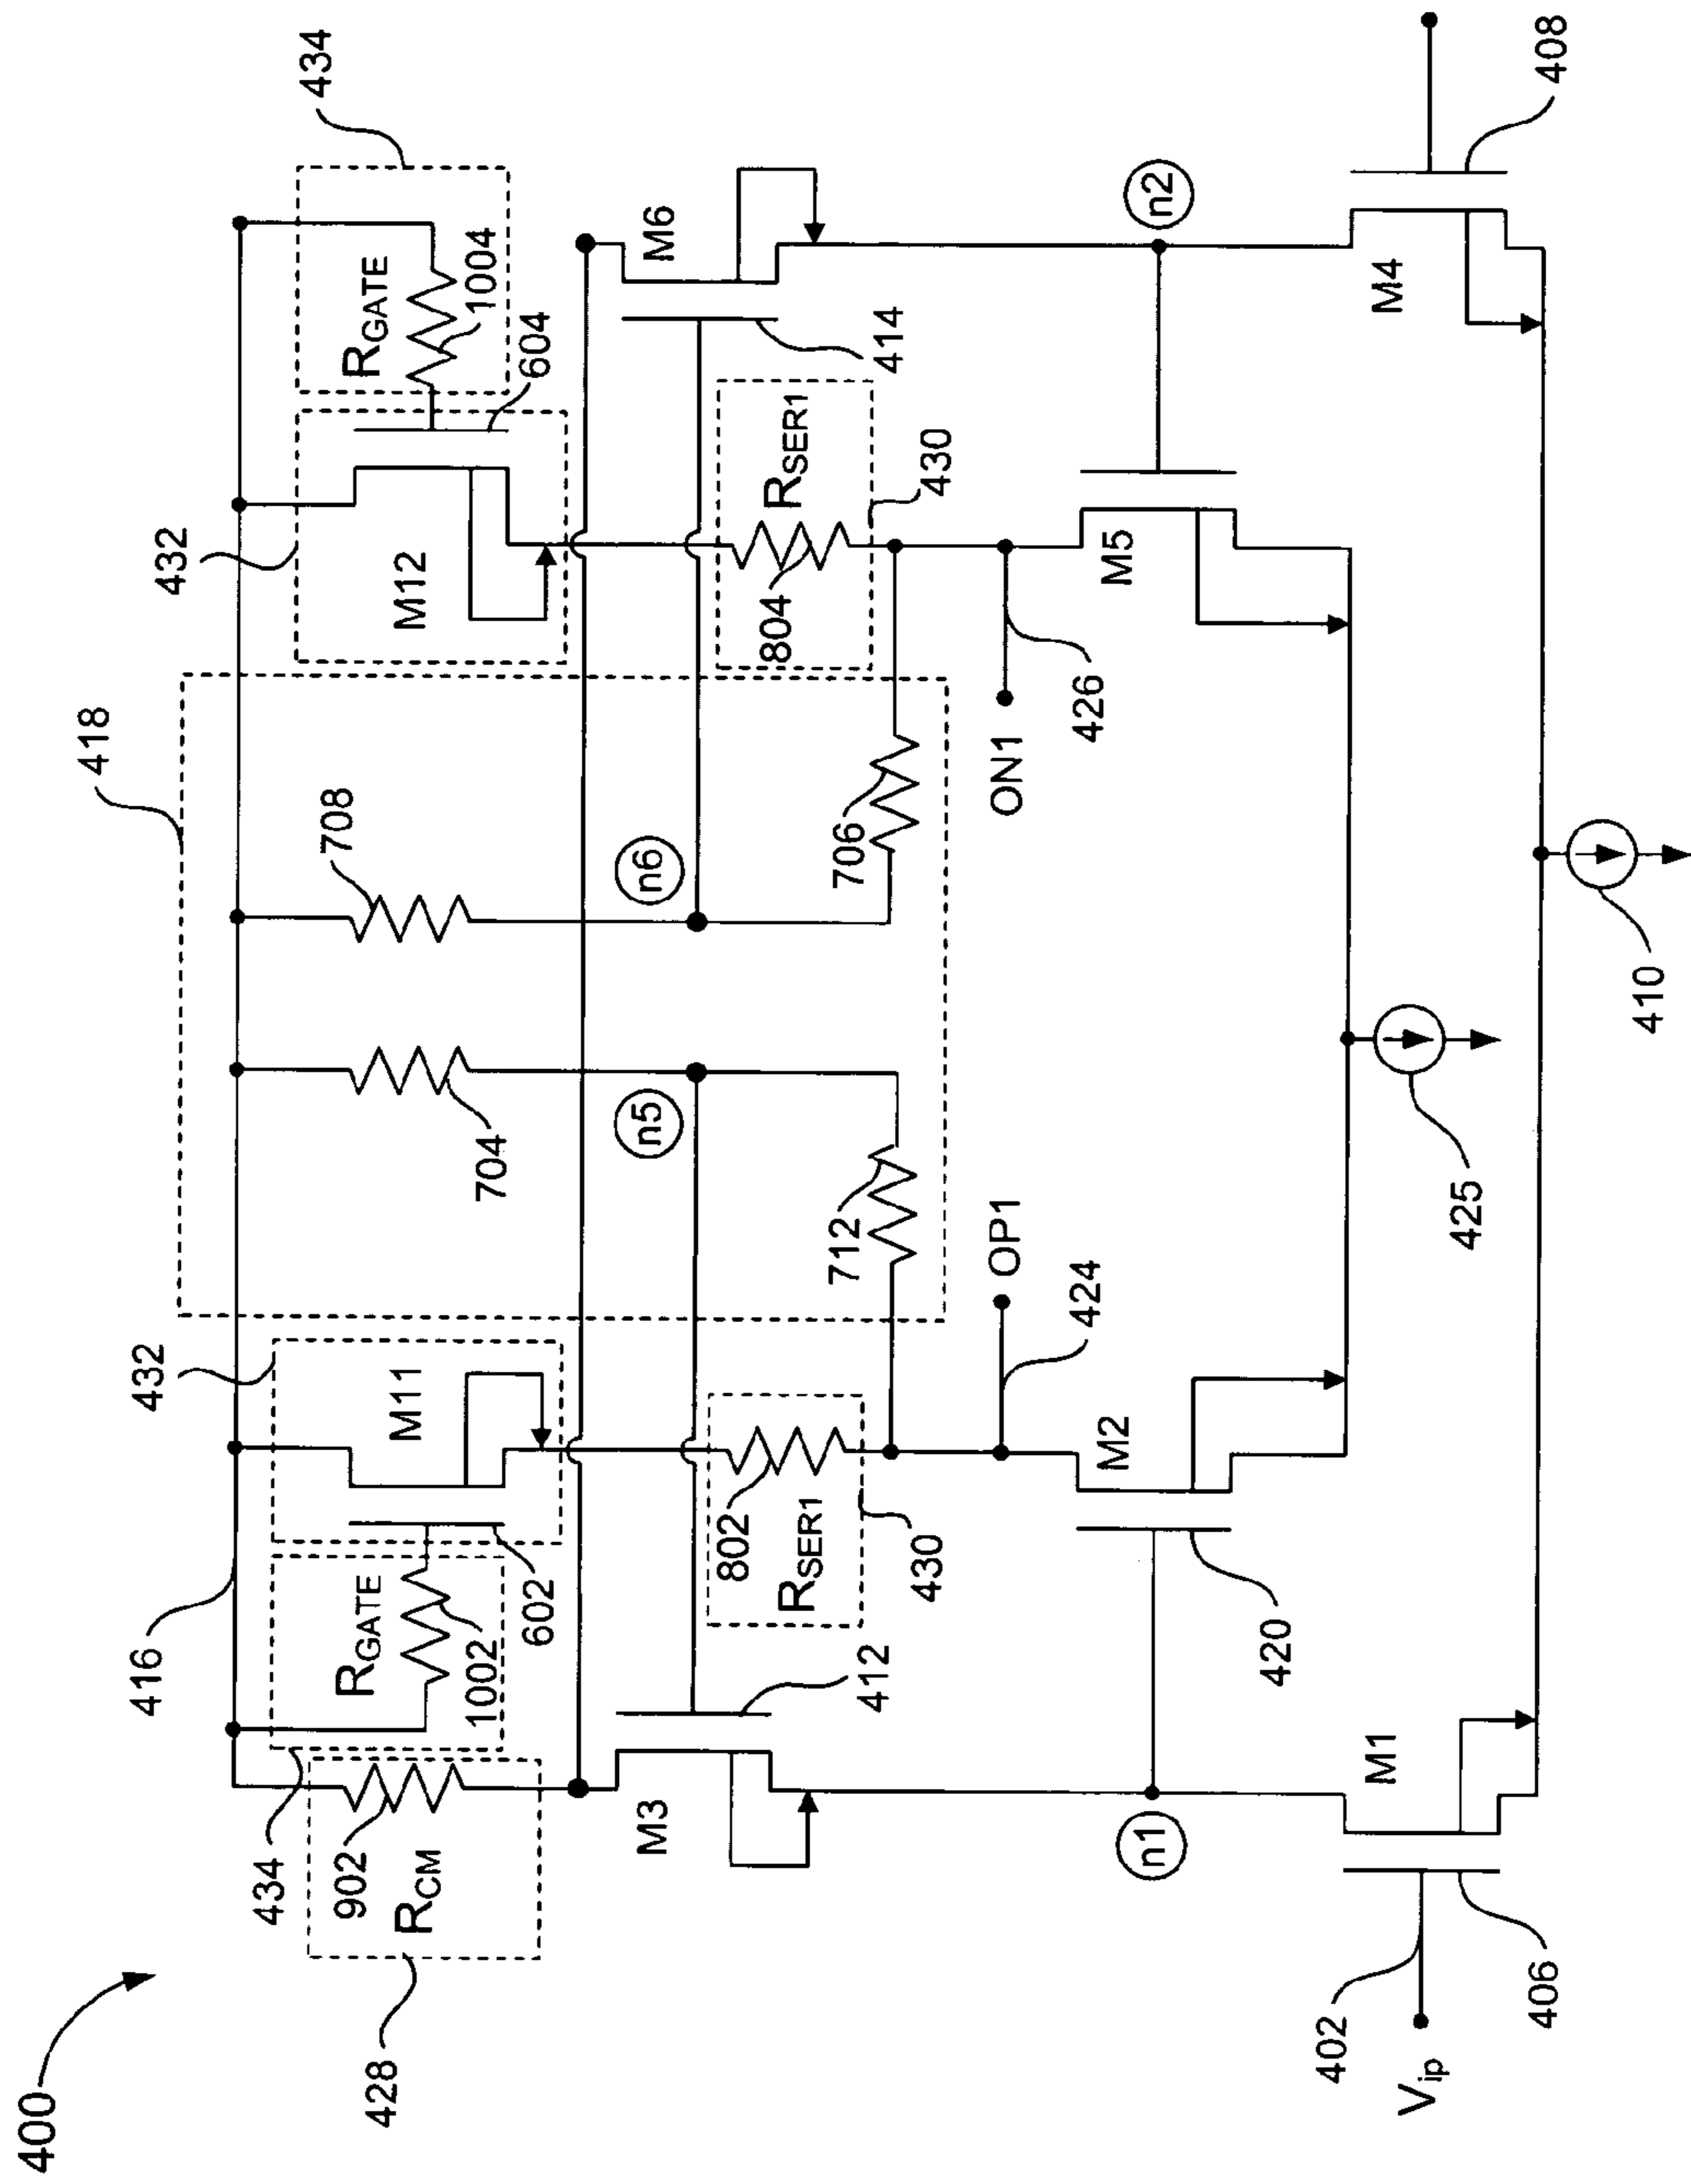 400
428
R_CM
902
434
416
R_GATE
1002
602
432
M11
418
704
708
432
M12
R_GATE
1004
604
434
M3
412
802
R_SER1
430
n5
n6
712
706
804
R_SER1
430
M6
414
OP1
424
ON1
426
n1
M2
420
M5
n2
402
V_ip
406
M1
425
410
M4
408